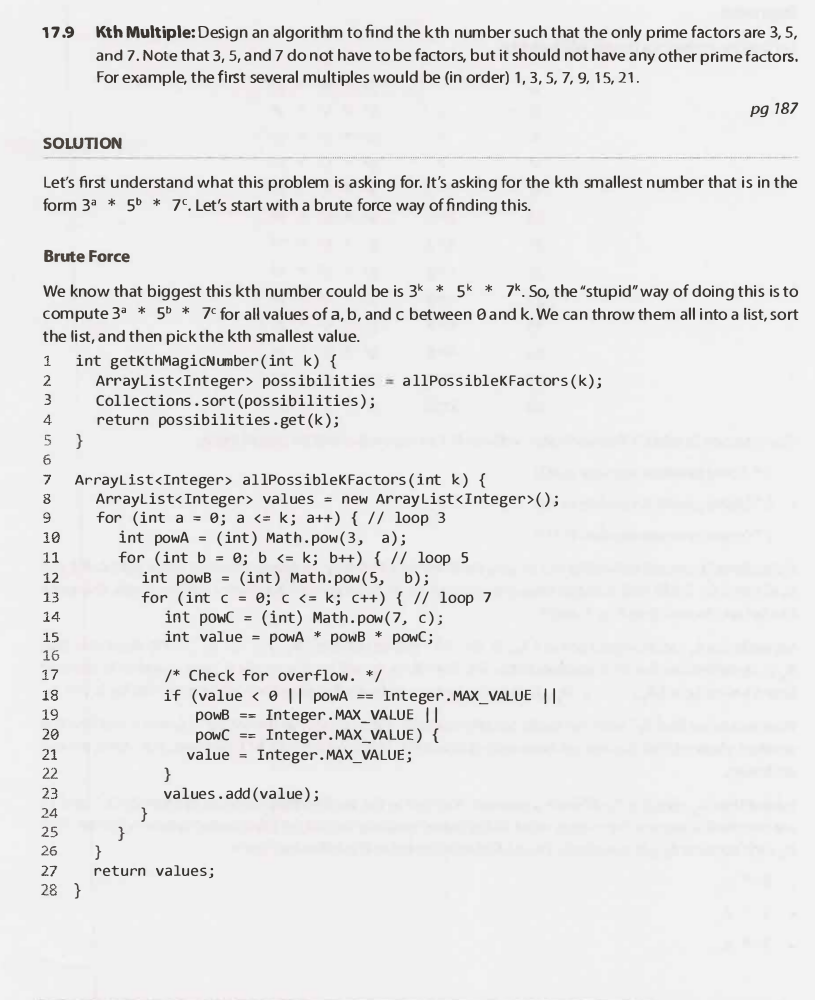 17.9 Kth Multiple: Design an algorithm to find the kth number such that the only prime factors are 3, 5,
and 7. Note that 3, 5, and 7 do not have to be factors, but it should not have any other prime factors.
For example, the first several multiples would be (in order) 1, 3, 5, 7, 9, 15, 21.
pg 187
SOLUTION
Let's first understand what this problem is asking for. It's asking for the kth smallest number that is in the
form 3ᵃ * 5ᵇ * 7ᶜ. Let's start with a brute force way of finding this.
Brute Force
We know that biggest this kth number could be is 3ᵏ * 5ᵏ * 7ᵏ. So, the "stupid" way of doing this is to
compute 3ᵃ * 5ᵇ * 7ᶜ for all values of a, b, and c between 0 and k. We can throw them all into a list, sort
the list, and then pick the kth smallest value.
1 int getKthMagicNumber(int k) {
2 ArrayList<Integer> possibilities = allPossibleKFactors(k);
3 Collections.sort(possibilities);
4 return possibilities.get(k);
5 }
6
7 ArrayList<Integer> allPossibleKFactors(int k) {
8 ArrayList<Integer> values = new ArrayList<Integer>();
9 for (int a = 0; a <= k; a++) { // loop 3
10 int powA = (int) Math.pow(3, a);
11 for (int b = 0; b <= k; b++) { // loop 5
12 int powB = (int) Math.pow(5, b);
13 for (int c = 0; c <= k; c++) { // loop 7
14 int powC = (int) Math.pow(7, c);
15 int value = powA * powB * powC;
16
17 /* Check for overflow. */
18 if (value < 0 || powA == Integer.MAX_VALUE ||
19 powB == Integer.MAX_VALUE ||
20 powC == Integer.MAX_VALUE) {
21 value = Integer.MAX_VALUE;
22 }
23 values.add(value);
24 }
25 }
26 }
27 return values;
28 }